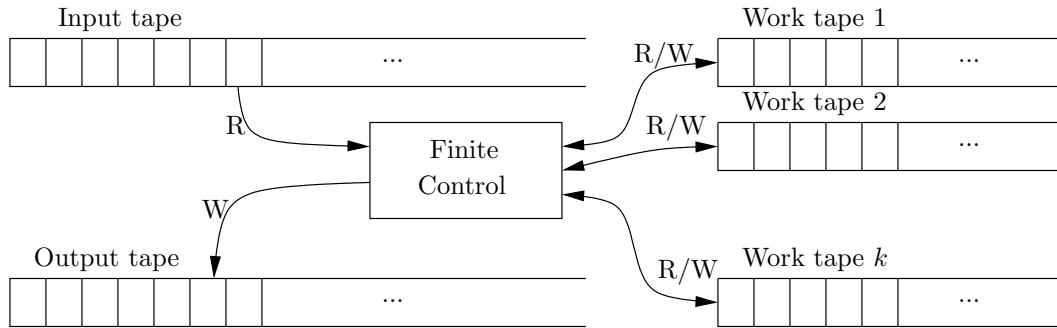 Input tape
...
R
W
Output tape
...
Finite
Control
Work tape 1
...
R/W
Work tape 2
...
R/W
Work tape k
...
R/W